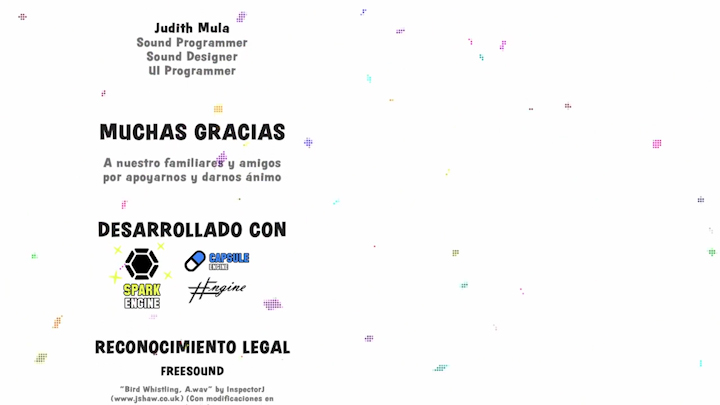 Judith Mula
Sound Programmer
Sound Designer
UI Programmer
MUCHAS GRACIAS
A nuestro familiares y amigos
por apoyarnos y darnos ánimo
DESARROLLADO CON
SPARK
ENGINE
CAPSULE
ENGINE
#Engine
RECONOCIMIENTO LEGAL
FREESOUND
"Bird Whistling, A.wav" by InspectorJ
(www.jshaw.co.uk) (Con modificaciones en